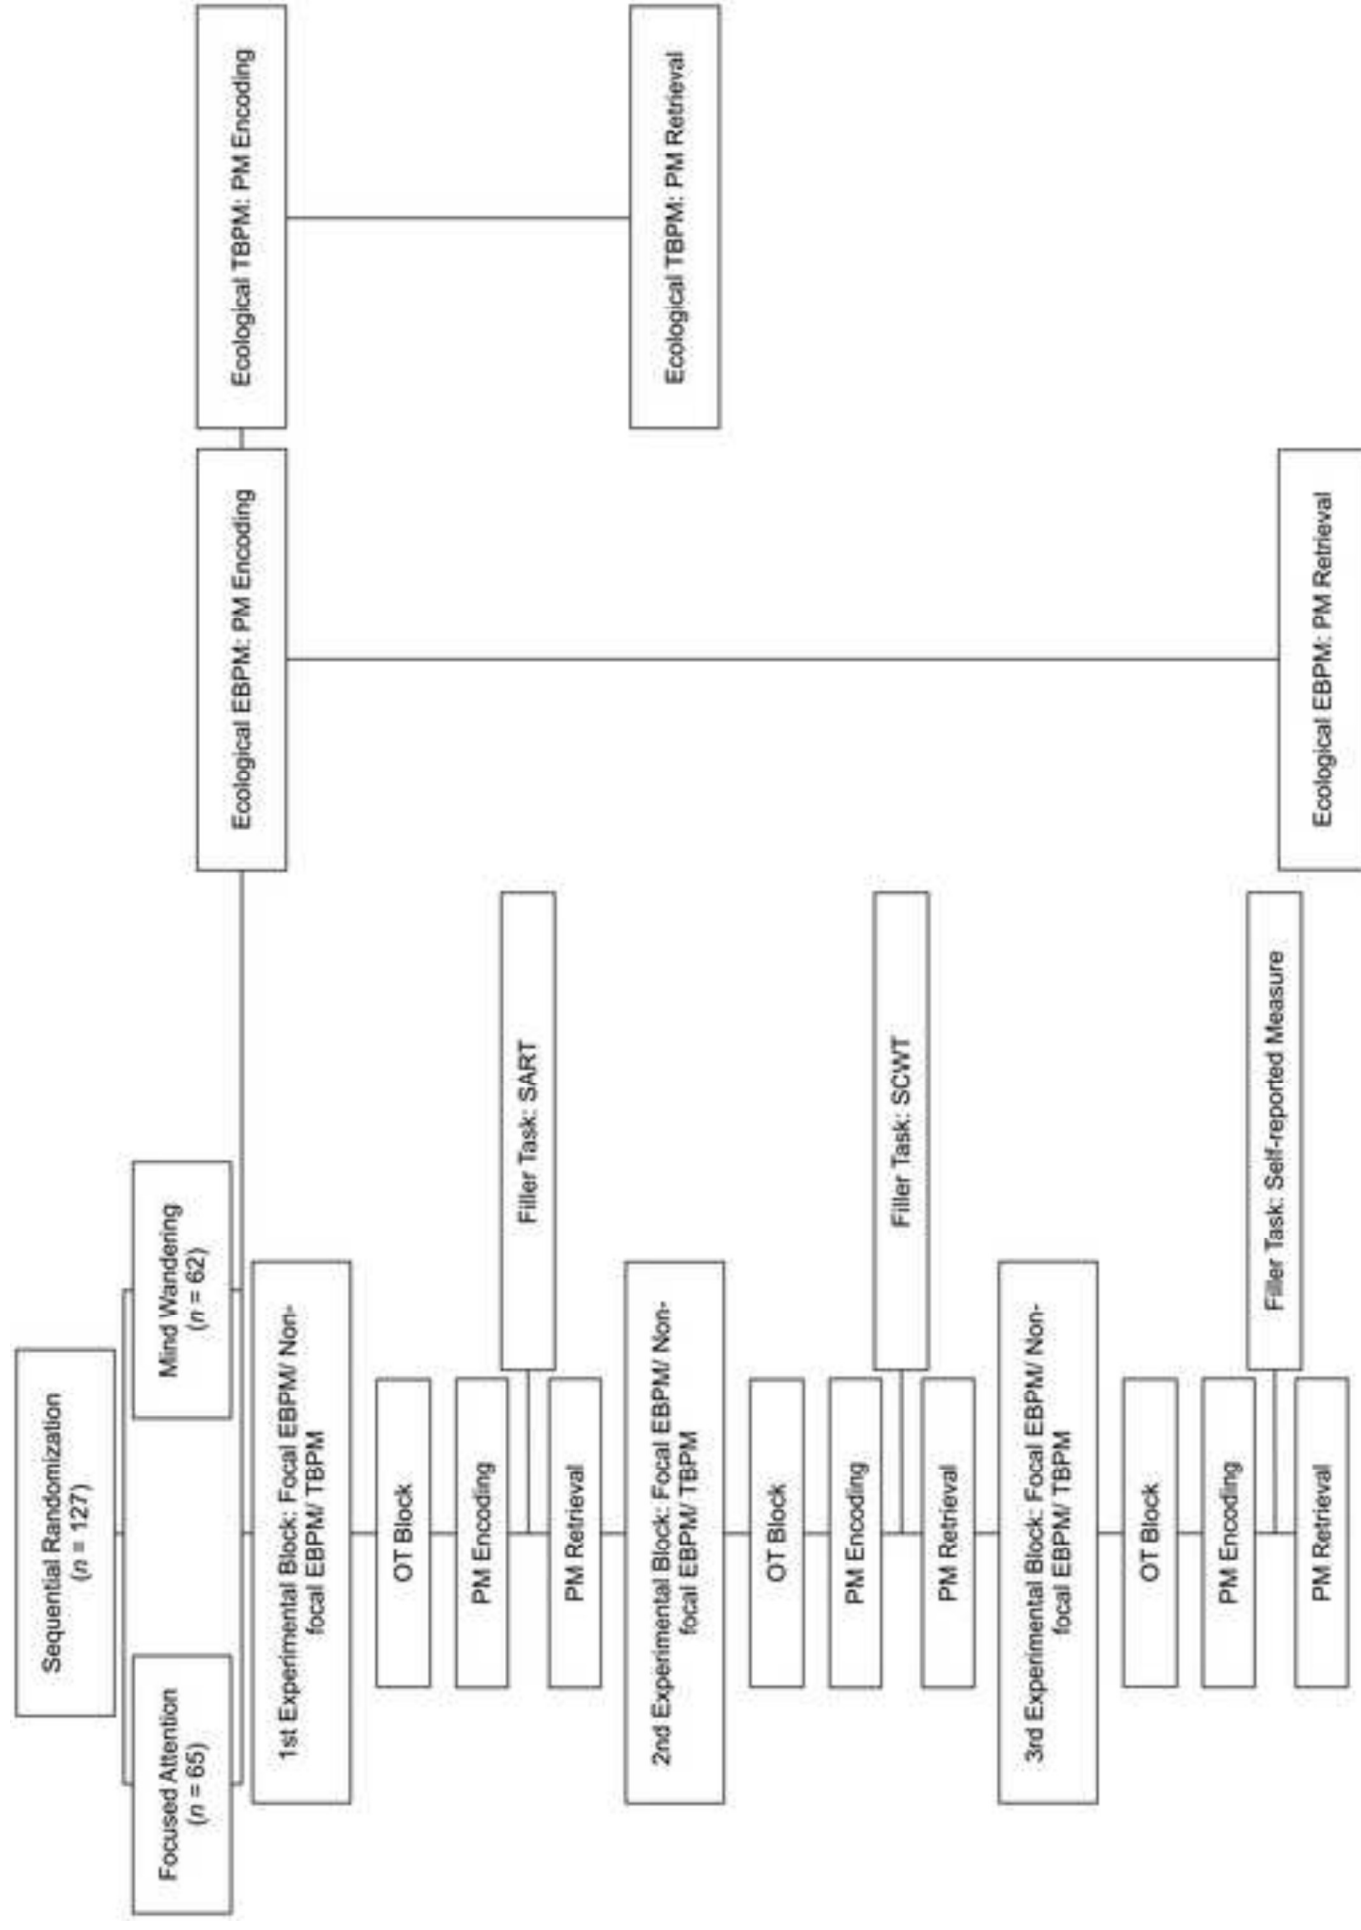 Sequential Randomization
(n = 127)
Focused Attention
(n = 65)
Mind Wandering
(n = 62)
Ecological EBPM: PM Encoding
Ecological TBPM: PM Encoding
1st Experimental Block: Focal EBPM/ Non-
focal EBPM/ TBPM
OT Block
PM Encoding
Filler Task: SART
PM Retrieval
2nd Experimental Block: Focal EBPM/ Non-
focal EBPM/ TBPM
Ecological TBPM: PM Retrieval
OT Block
PM Encoding
Filler Task: SCWT
PM Retrieval
3rd Experimental Block: Focal EBPM/ Non-
focal EBPM/ TBPM
OT Block
PM Encoding
Filler Task: Self-reported Measure
PM Retrieval
Ecological EBPM: PM Retrieval